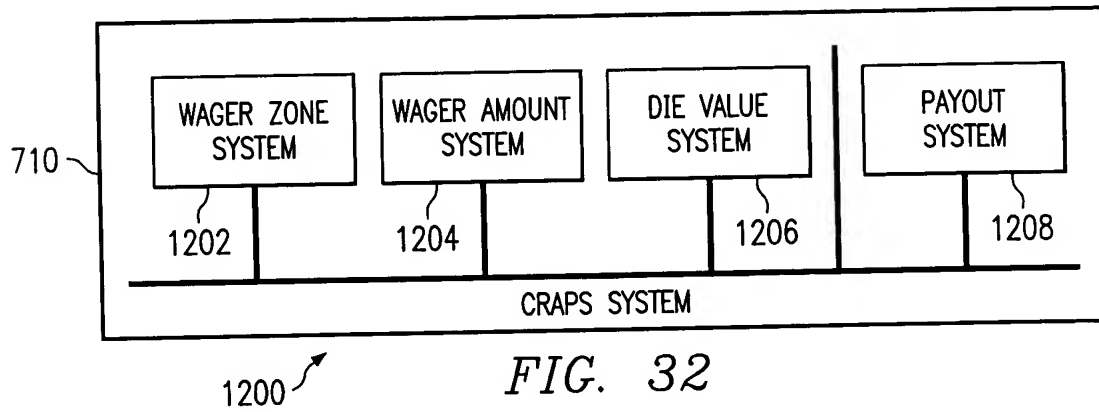 WAGER ZONE
SYSTEM
WAGER AMOUNT
SYSTEM
DIE VALUE
SYSTEM
PAYOUT
SYSTEM
710
1202
1204
1206
1208
CRAPS SYSTEM
1200
FIG. 32